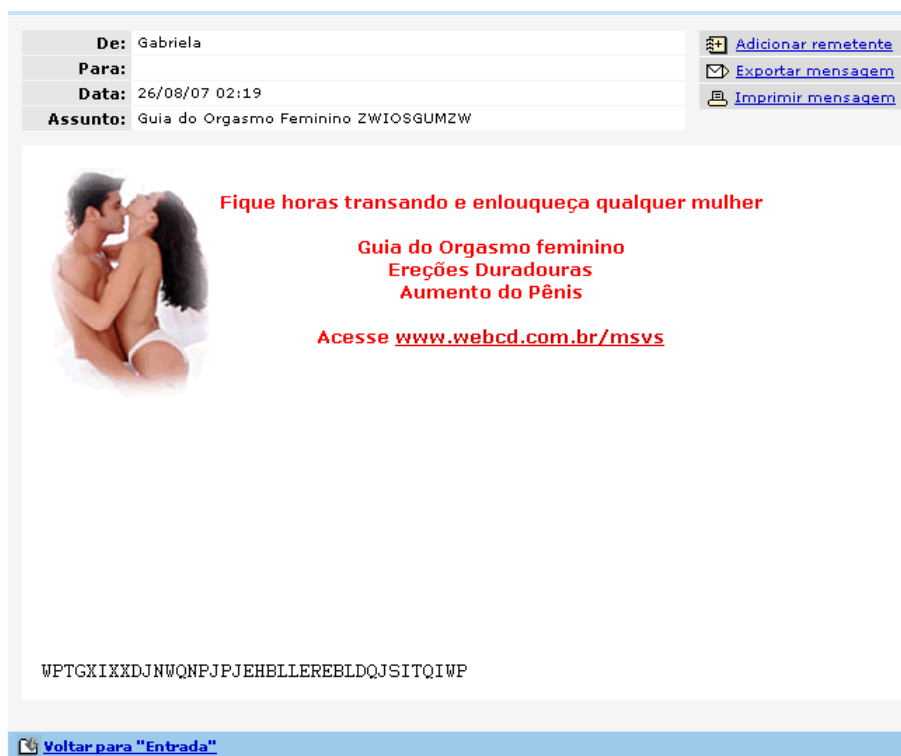 De: Gabriela
Adicionar remetente
Para:
Exportar mensagem
Data: 26/08/07 02:19
Imprimir mensagem
Assunto: Guia do Orgasmo Feminino ZWIOSGUMZW
Fique horas transando e enlouqueça qualquer mulher
Guia do Orgasmo feminino
Ereções Duradouras
Aumento do Pênis
Acesse www.webcd.com.br/msvs
WPTGXIXXDJNWQNPJPJEHBLLEREBLDQJSITQIWP
Voltar para "Entrada"